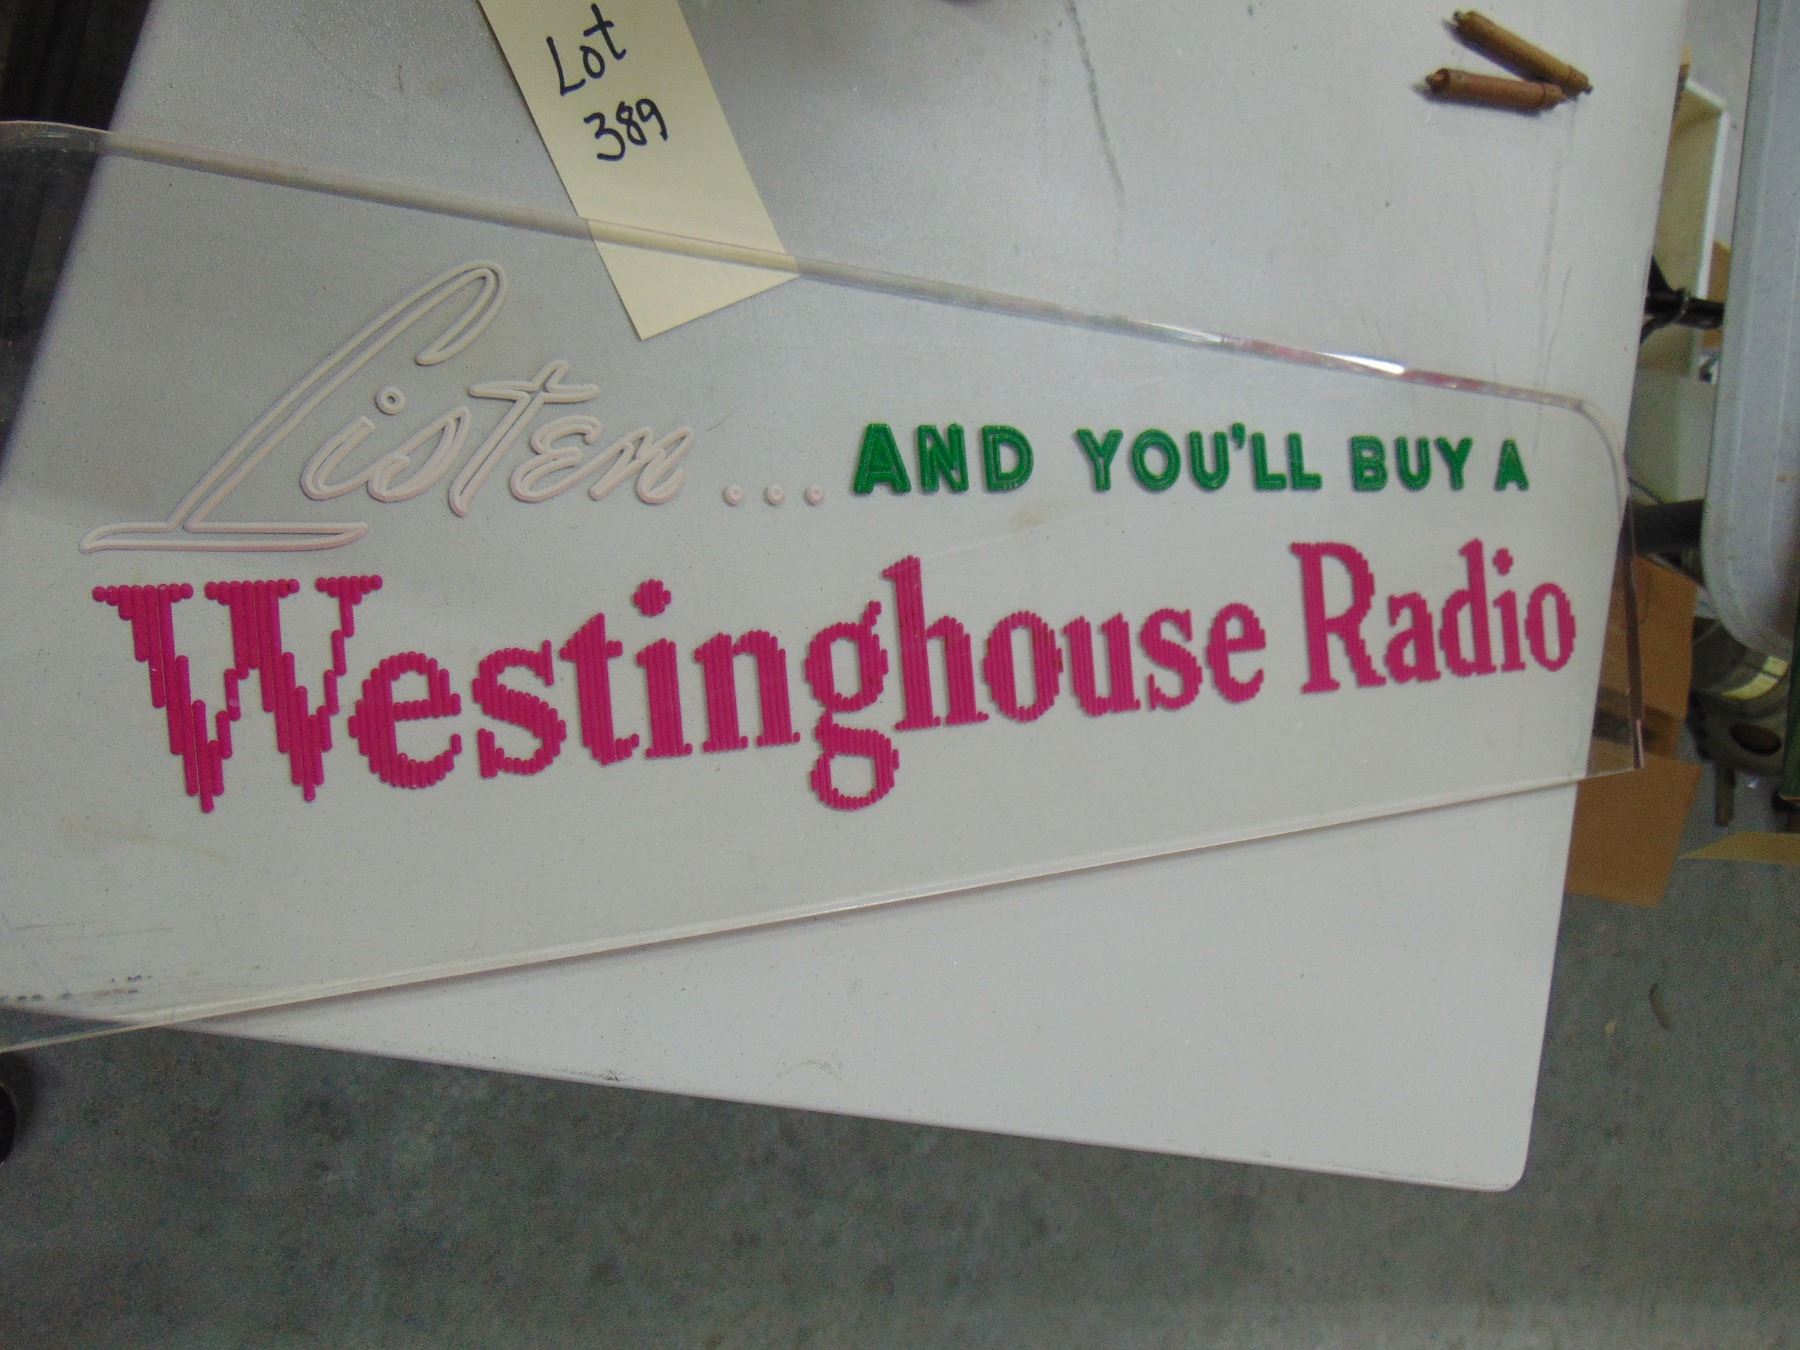 Lot
389
Listen... AND YOU'LL BUY A
Westinghouse Radio